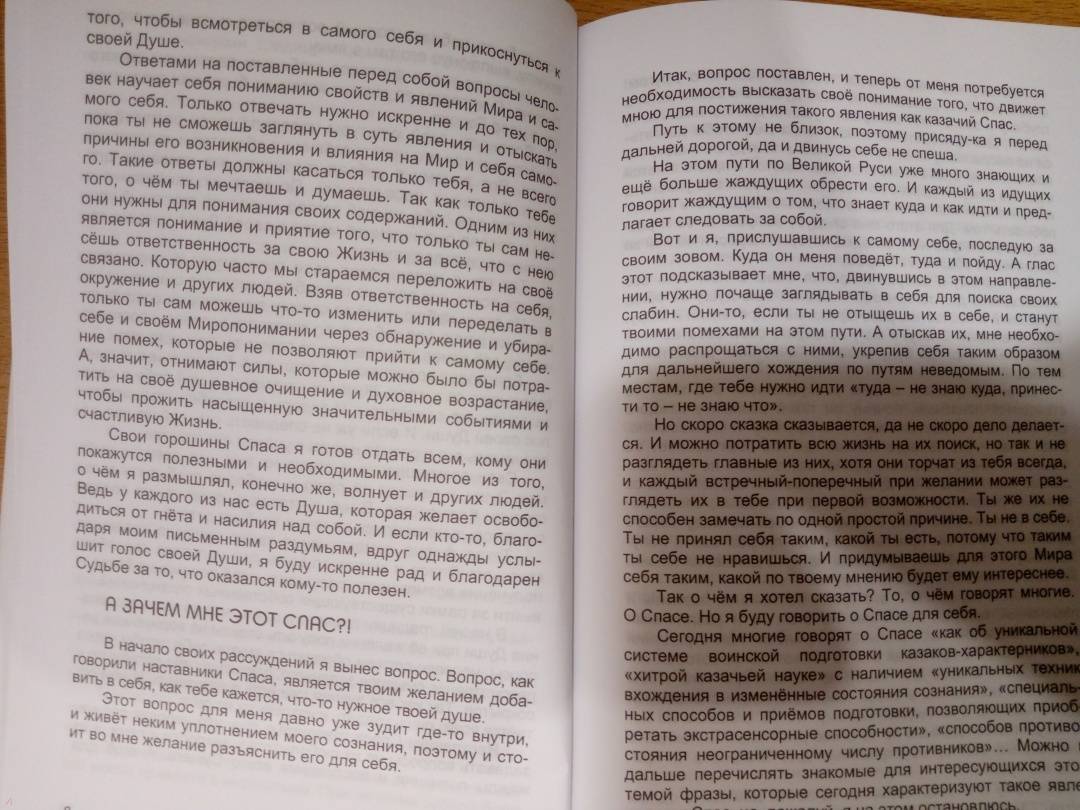 того, чтобы всмотреться в самого себя и прикоснуться к
своей Душе.
Ответами на поставленные перед собой вопросы чело-
век научает себя пониманию свойств и явлений Мира и са-
мого себя. Только отвечать нужно искренне и до тех пор,
пока ты не сможешь заглянуть в суть явления и отыскать
причины его возникновения и влияния на Мир и себя само-
го. Такие ответы должны касаться только тебя, а не всего
того, о чём ты мечтаешь и думаешь. Так как только тебе
они нужны для понимания своих содержаний. Одним из них
является понимание и приятие того, что только ты сам не-
сёшь ответственность за свою Жизнь и за всё, что с нею
связано. Которую часто мы стараемся переложить на своё
окружение и других людей. Взяв ответственность на себя,
только ты сам можешь что-то изменить или переделать в
себе и своём Миропонимании через обнаружение и убира-
ние помех, которые не позволяют прийти к самому себе.
А, значит, отнимают силы, которые можно было бы потра-
тить на своё душевное очищение и духовное возрастание,
чтобы прожить насыщенную значительными событиями и
счастливую Жизнь.
Свои горошины Спаса я готов отдать всем, кому они
покажутся полезными и необходимыми. Многое из того,
о чём я размышлял, конечно же, волнует и других людей.
Ведь у каждого из нас есть Душа, которая желает освобо-
диться от гнёта и насилия над собой. И если кто-то, благо-
даря моим письменным раздумьям, вдруг однажды услы-
шит голос своей Души, я буду искренне рад и благодарен
Судьбе за то, что оказался кому-то полезен.
А ЗАЧЕМ МНЕ ЭТОТ СПАС?!
В начало своих рассуждений я вынес вопрос. Вопрос, как
говорили наставники Спаса, является твоим желанием доба-
вить в себя, как тебе кажется, что-то нужное твоей душе.
Этот вопрос для меня давно уже зудит где-то внутри,
и живёт неким уплотнением моего сознания, поэтому и сто-
ит во мне желание разъяснить его для себя.
Итак, вопрос поставлен, и теперь от меня потребуется
необходимость высказать своё понимание того, что движет
мною для постижения такого явления как казачий Спас.
Путь к этому не близок, поэтому присяду-ка я перед
дальней дорогой, да и двинусь себе не спеша.
На этом пути по Великой Руси уже много знающих и
ещё больше жаждущих обрести его. И каждый из идущих
говорит жаждущим о том, что знает куда и как идти и пред-
лагает следовать за собой.
Вот и я, прислушавшись к самому себе, последую за
своим зовом. Куда он меня поведёт, туда и пойду. А глас
этот подсказывает мне, что, двинувшись в этом направле-
нии, нужно почаще заглядывать в себя для поиска своих
слабин. Они-то, если ты не отыщешь их в себе, и станут
твоими помехами на этом пути. А отыскав их, мне необхо-
димо распрощаться с ними, укрепив себя таким образом
для дальнейшего хождения по путям неведомым. По тем
местам, где тебе нужно идти «туда – не знаю куда, принес-
ти то – не знаю что».
Но скоро сказка сказывается, да не скоро дело делает-
ся. И можно потратить всю жизнь на их поиск, но так и не
разглядеть главные из них, хотя они торчат из тебя всегда,
и каждый встречный-поперечный при желании может раз-
глядеть их в тебе при первой возможности. Ты же их не
способен замечать по одной простой причине. Ты не в себе.
Ты не принял себя таким, какой ты есть, потому что таким
ты себе не нравишься. И придумываешь для этого Мира
себя таким, какой по твоему мнению будет ему интереснее.
Так о чём я хотел сказать? То, о чём говорят многие.
О Спасе. Но я буду говорить о Спасе для себя.
Сегодня многие говорят о Спасе «как об уникальной
системе воинской подготовки казаков-характерников»,
«хитрой казачьей науке» с наличием «уникальных техник
вхождения в изменённые состояния сознания», «специаль-
ных способов и приёмов подготовки, позволяющих приоб-
ретать экстрасенсорные способности», «способов противо-
стояния неограниченному числу противников»... Можно
дальше перечислять знакомые для интересующихся это
темой фразы, которые сегодня характеризуют такое явле
Спас, но, пожалуй, я на этом остановлюсь.